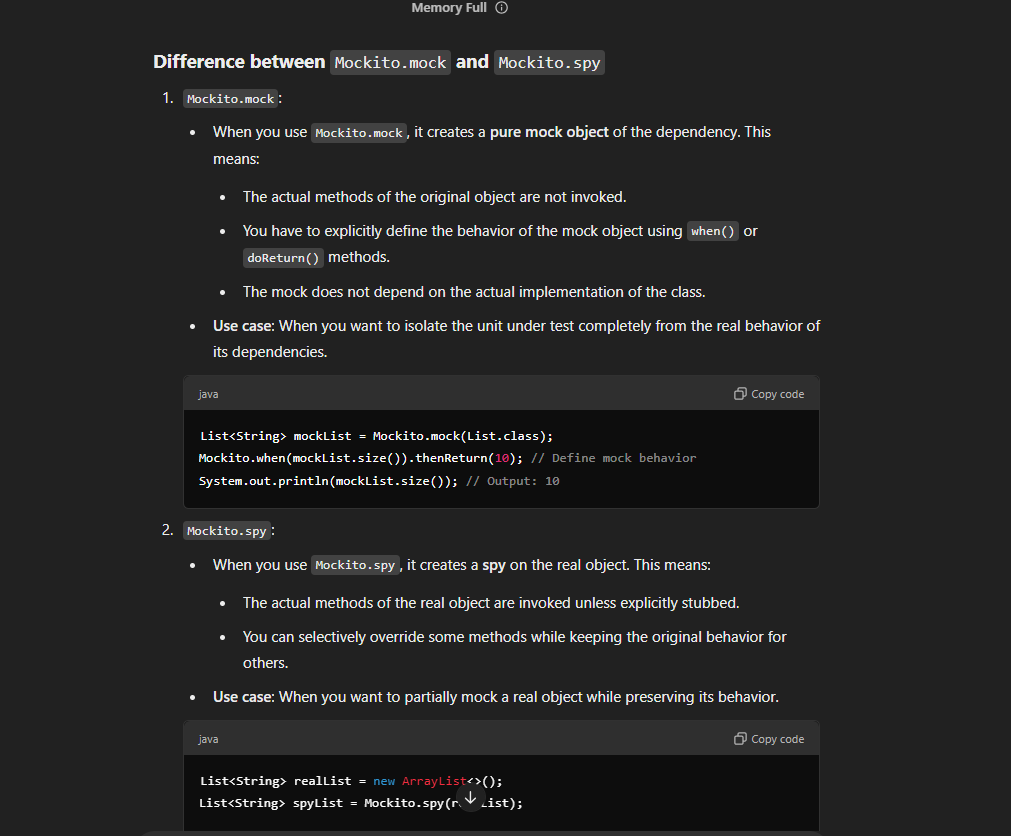 Memory Full
Difference between Mockito.mock and Mockito.spy
1. Mockito.mock:
• When you use Mockito.mock, it creates a pure mock object of the dependency. This
means:
• The actual methods of the original object are not invoked.
• You have to explicitly define the behavior of the mock object using when() or
doReturn() methods.
• The mock does not depend on the actual implementation of the class.
• Use case: When you want to isolate the unit under test completely from the real behavior of
its dependencies.
java Copy code
List<String> mockList = Mockito.mock(List.class);
Mockito.when(mockList.size()).thenReturn(10); // Define mock behavior
System.out.println(mockList.size()); // Output: 10
2. Mockito.spy:
• When you use Mockito.spy, it creates a spy on the real object. This means:
• The actual methods of the real object are invoked unless explicitly stubbed.
• You can selectively override some methods while keeping the original behavior for
others.
• Use case: When you want to partially mock a real object while preserving its behavior.
java Copy code
List<String> realList = new ArrayList<>();
List<String> spyList = Mockito.spy(